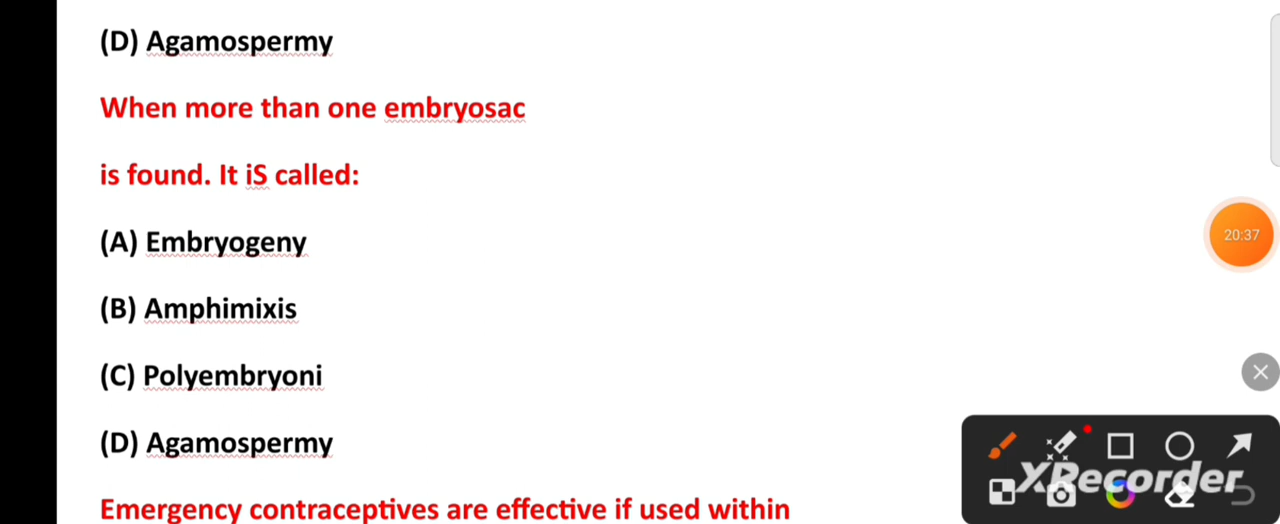 (D) Agamospermy
When more than one embryosac
is found. It iS called:
20:37
(A) Embryogeny
(B) Amphimixis
(C) Polyembryoni
(D) Agamospermy
XRecorder
Emergency contraceptives are effective if used within